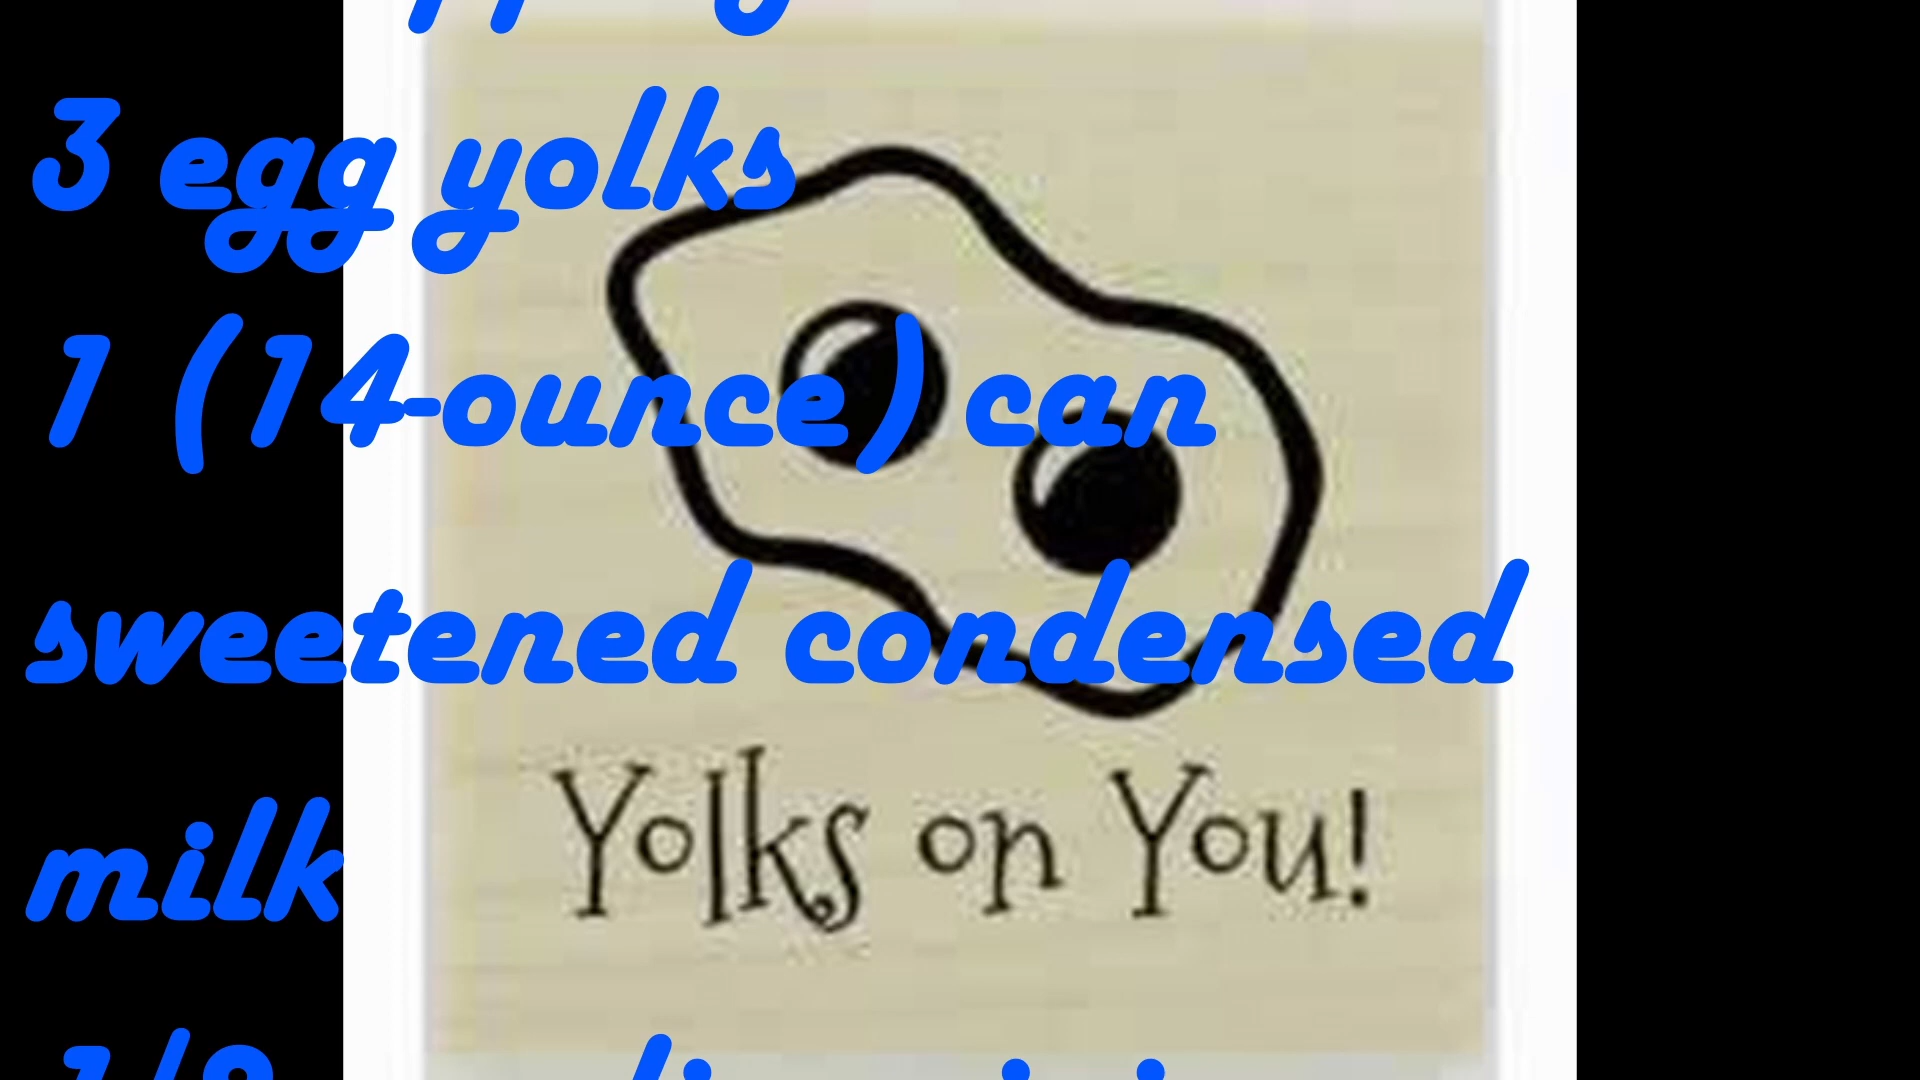 3 egg yolks
1 (14-ounce) can
sweetened condensed
milk
Yolks on You!